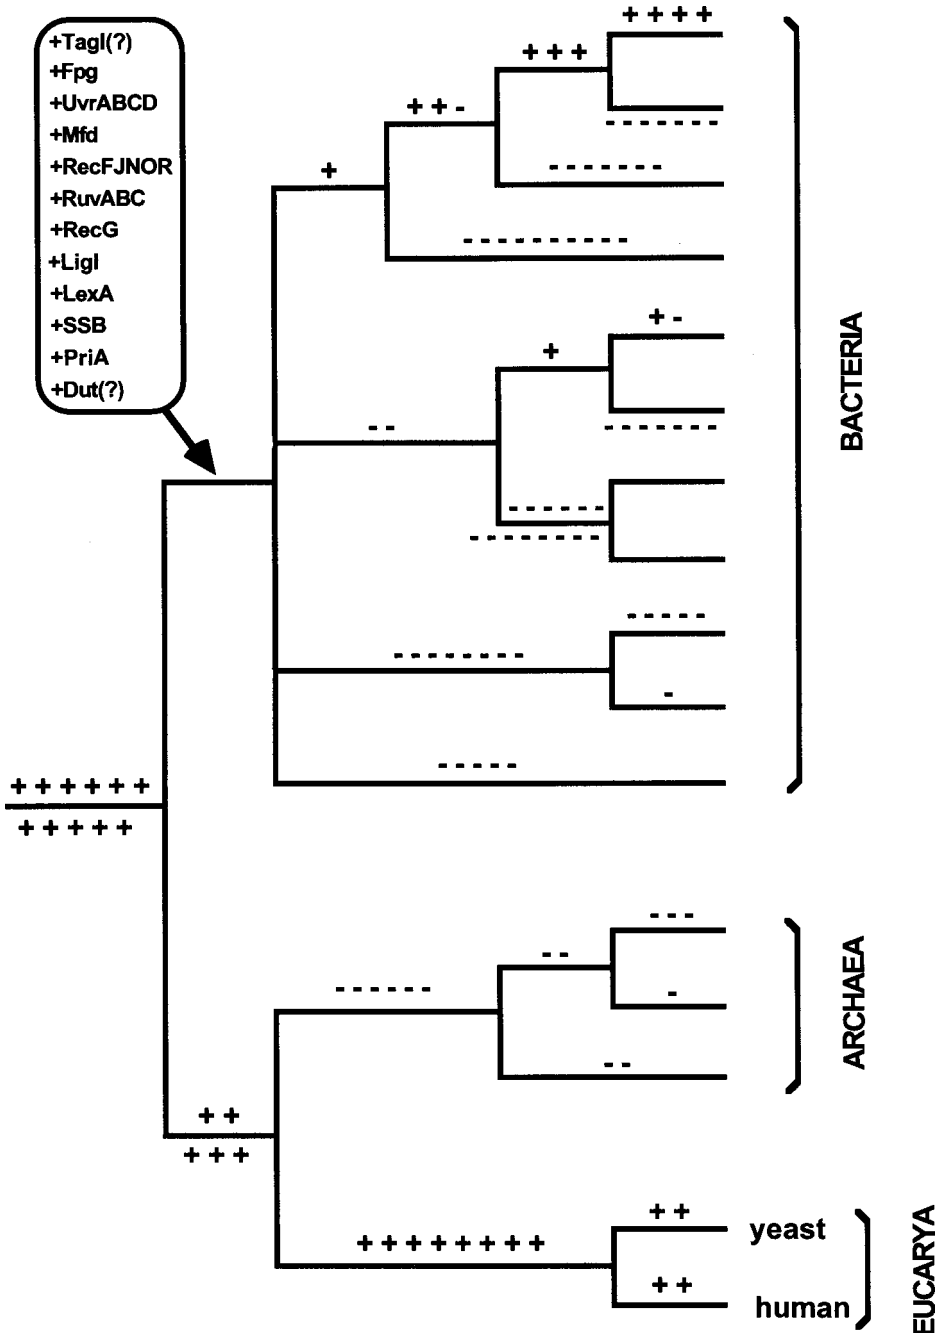 +TagI(?)
+Fpg
+UvrABCD
+Mfd
+RecFJNOR
+RuvABC
+RecG
+LigI
+LexA
+SSB
+PriA
+Dut(?)
+ + + +
+ + +
- - - - - - - -
+ + -
- - - - - - -
+
- - - - - - - - - -
+ -
+
- -
- - - - - - - -
- - - - - - -
- - - - - - - -
- - - - -
- - - - - - - -
-
- - - - -
BACTERIA
+ + + + + +
+ + + + +
- - -
- -
- - - - - -
-
- -
ARCHAEA
+ +
+ + +
+ +
yeast
+ + + + + + + +
+ +
human
EUCARYA